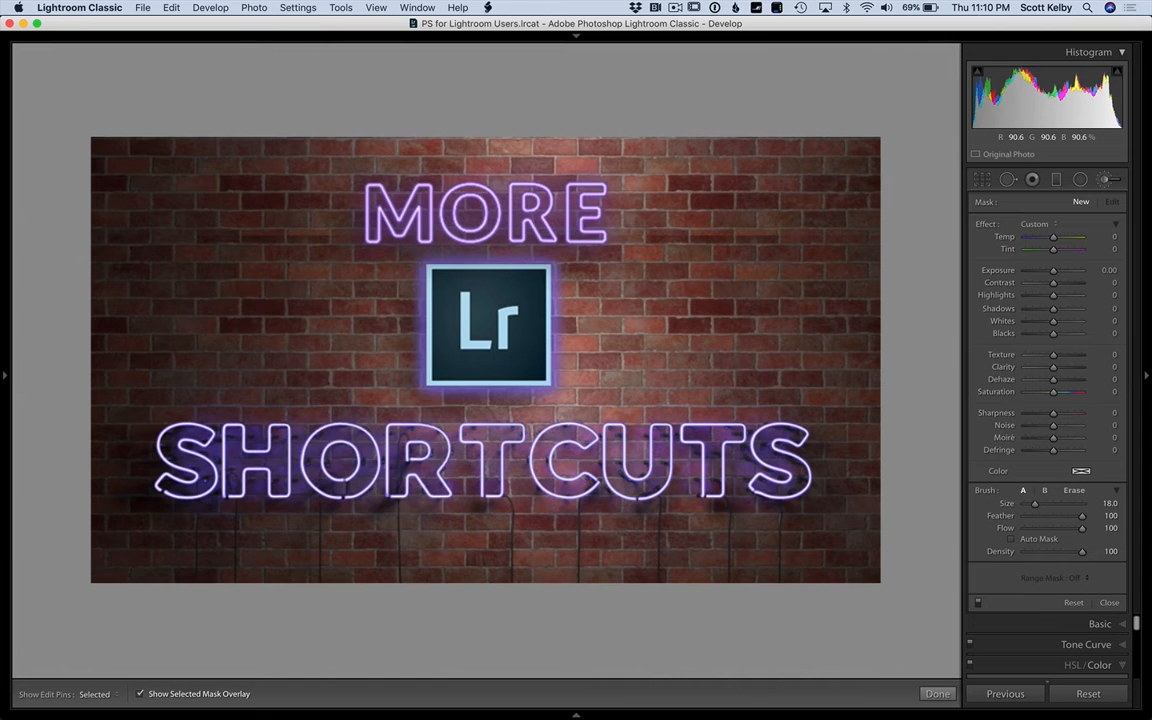 Lightroom Classic File Edit Develop Photo Settings Tools View Window Help 69% Thu 11:10 PM Scott Kelby
PS for Lightroom Users.lrcat - Adobe Photoshop Lightroom Classic - Develop
Histogram
R 90.6 G 90.6 B 90.6 %
Original Photo
Mask : New Edit
Effect : Custom
Temp 0
Tint 0
Exposure 0.00
Contrast 0
Highlights 0
Shadows 0
Whites 0
Blacks 0
Texture 0
Clarity 0
Dehaze 0
Saturation 0
Sharpness 0
Noise 0
Moiré 0
Defringe 0
Color
Brush : A B Erase
Size 18.0
Feather 100
Flow 100
Auto Mask
Density 100
Range Mask : Off
Reset Close
Basic
Tone Curve
HSL / Color
Previous Reset
MORE
Lr
SHORTCUTS
Show Edit Pins : Selected Show Selected Mask Overlay Done